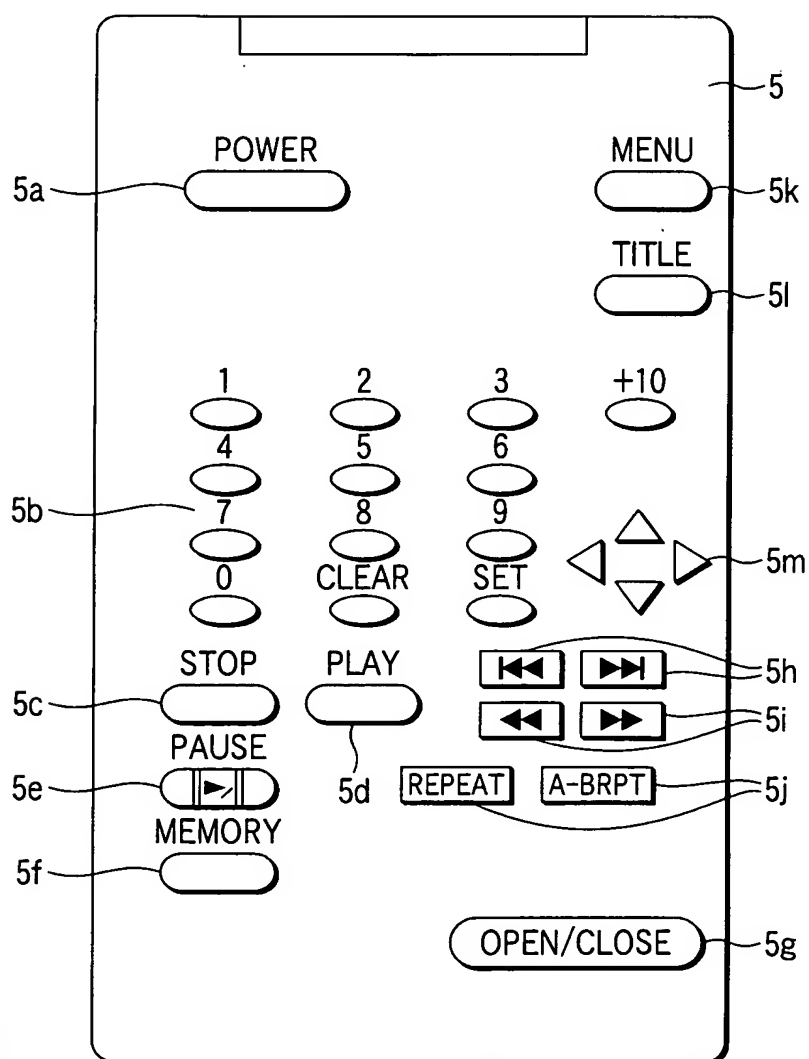 5
POWER MENU
5a 5k
TITLE
5l
1 2 3 +10
4 5 6
5b 7 8 9
5m
0 CLEAR SET
STOP PLAY
5h
5c 5i
PAUSE
5e 5d REPEAT A-BRPT 5j
MEMORY
5f
OPEN/CLOSE 5g